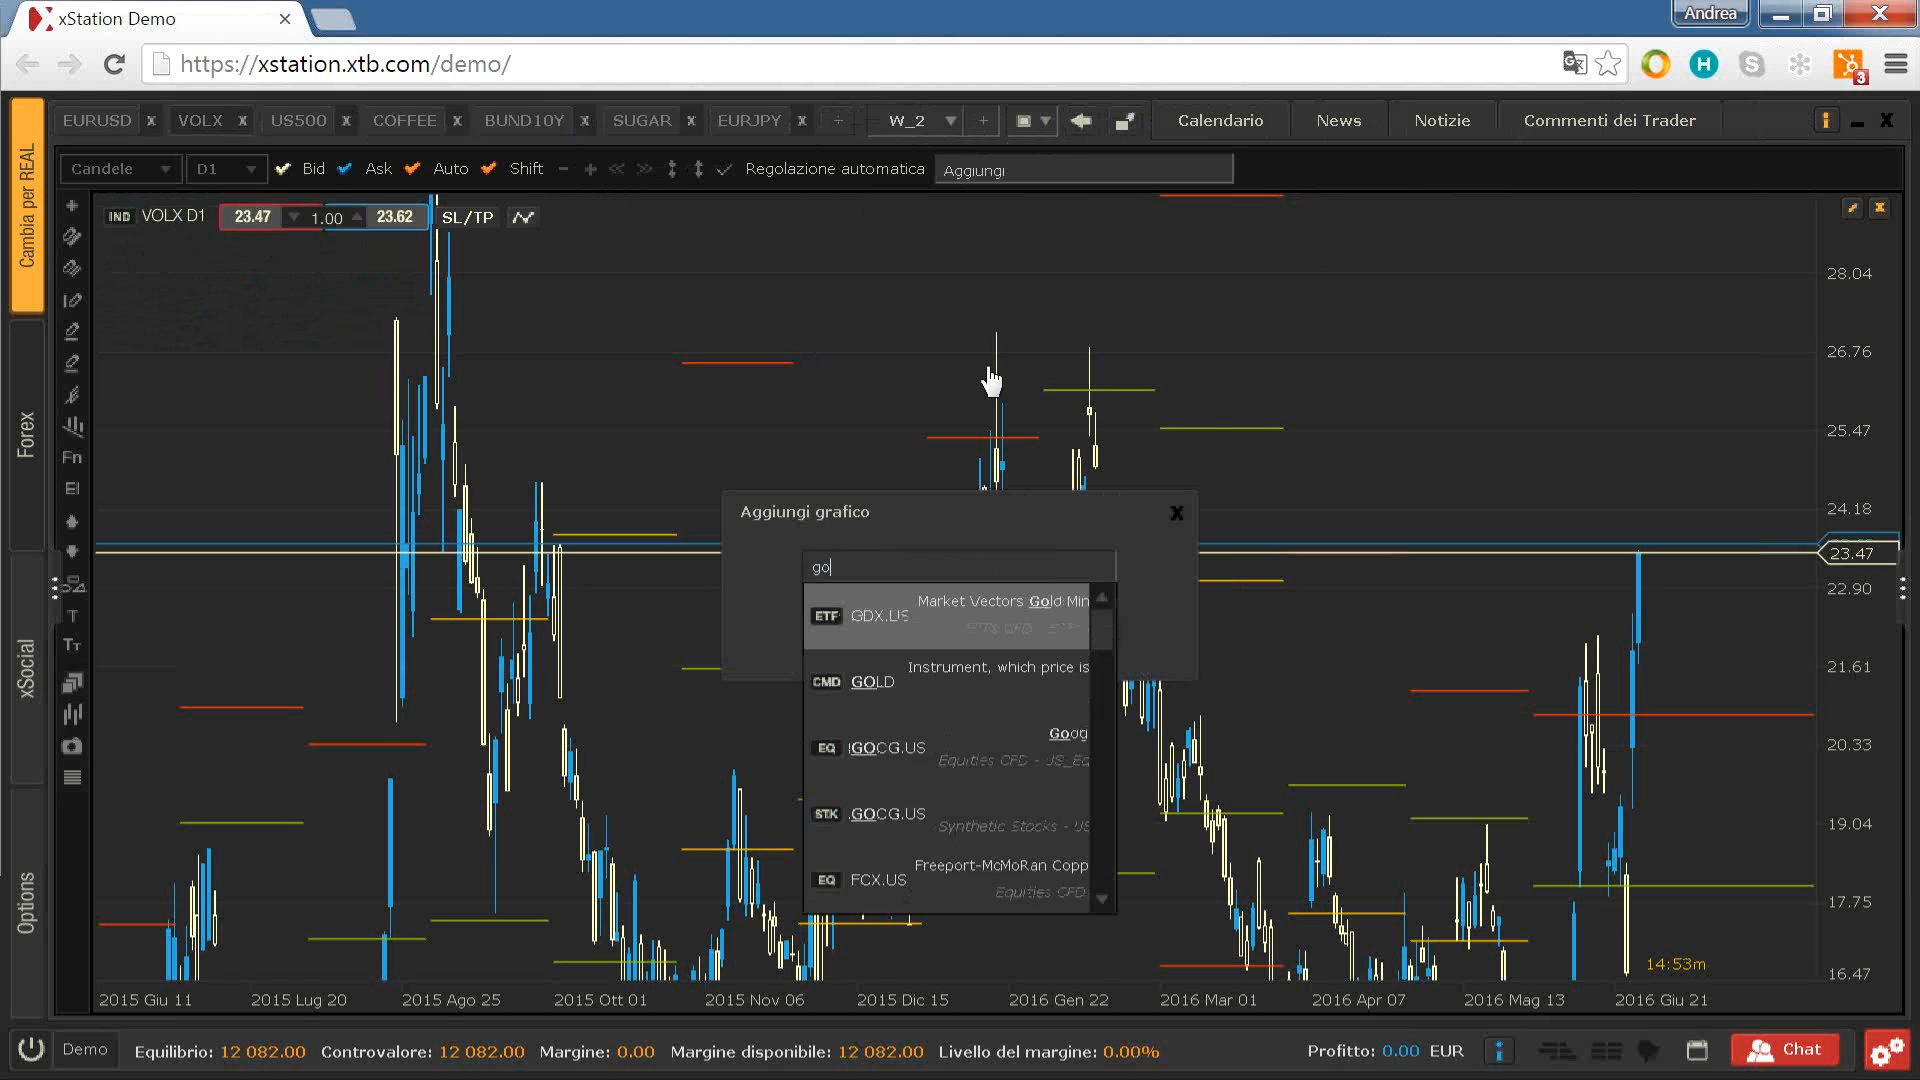 xStation Demo
Andrea
https://xstation.xtb.com/demo/
3
EURUSD x VOLX x US500 x COFFEE x BUND10Y x SUGAR x EURJPY x W_2 Calendario News Notizie Commenti dei Trader
Candele D1 Bid Ask Auto Shift Regolazione automatica Aggiungi
Cambia per REAL
Forex
xSocial
Options
IND VOLX D1 23.47 1.00 23.62 SL/TP
Fn
EI
T
TT
28.04
26.76
25.47
24.18
23.47
22.90
21.61
20.33
19.04
17.75
16.47
14:53m
Aggiungi grafico x
go
ETF GDX.US Market Vectors Gold Min
CMD GOLD Instrument, which price is
EQ GOCG.US Goog
Equities CFD - US_Eq
STK .GOCG.US
Synthetic Stocks - US
EQ FCX.US Freeport-McMoRan Copp
Equities CFD
2015 Giu 11 2015 Lug 20 2015 Ago 25 2015 Ott 01 2015 Nov 06 2015 Dic 15 2016 Gen 22 2016 Mar 01 2016 Apr 07 2016 Mag 13 2016 Giu 21
Demo Equilibrio: 12 082.00 Controvalore: 12 082.00 Margine: 0.00 Margine disponibile: 12 082.00 Livello del margine: 0.00% Profitto: 0.00 EUR Chat